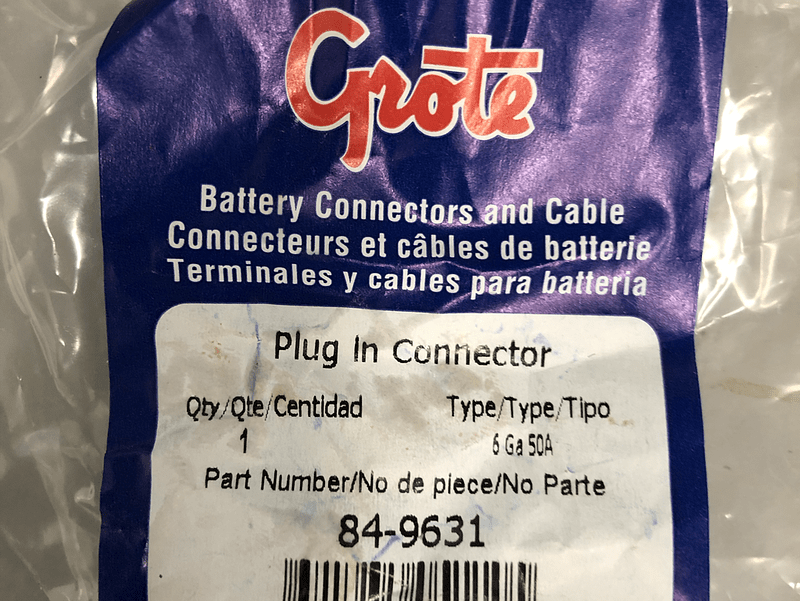 Grote
Battery Connectors and Cable
Connecteurs et câbles de batterie
Terminales y cables para batteria
Plug In Connector
Qty/Qte/Centidad Type/Type/Tipo
1 6 Ga 50A
Part Number/No de piece/No Parte
84-9631